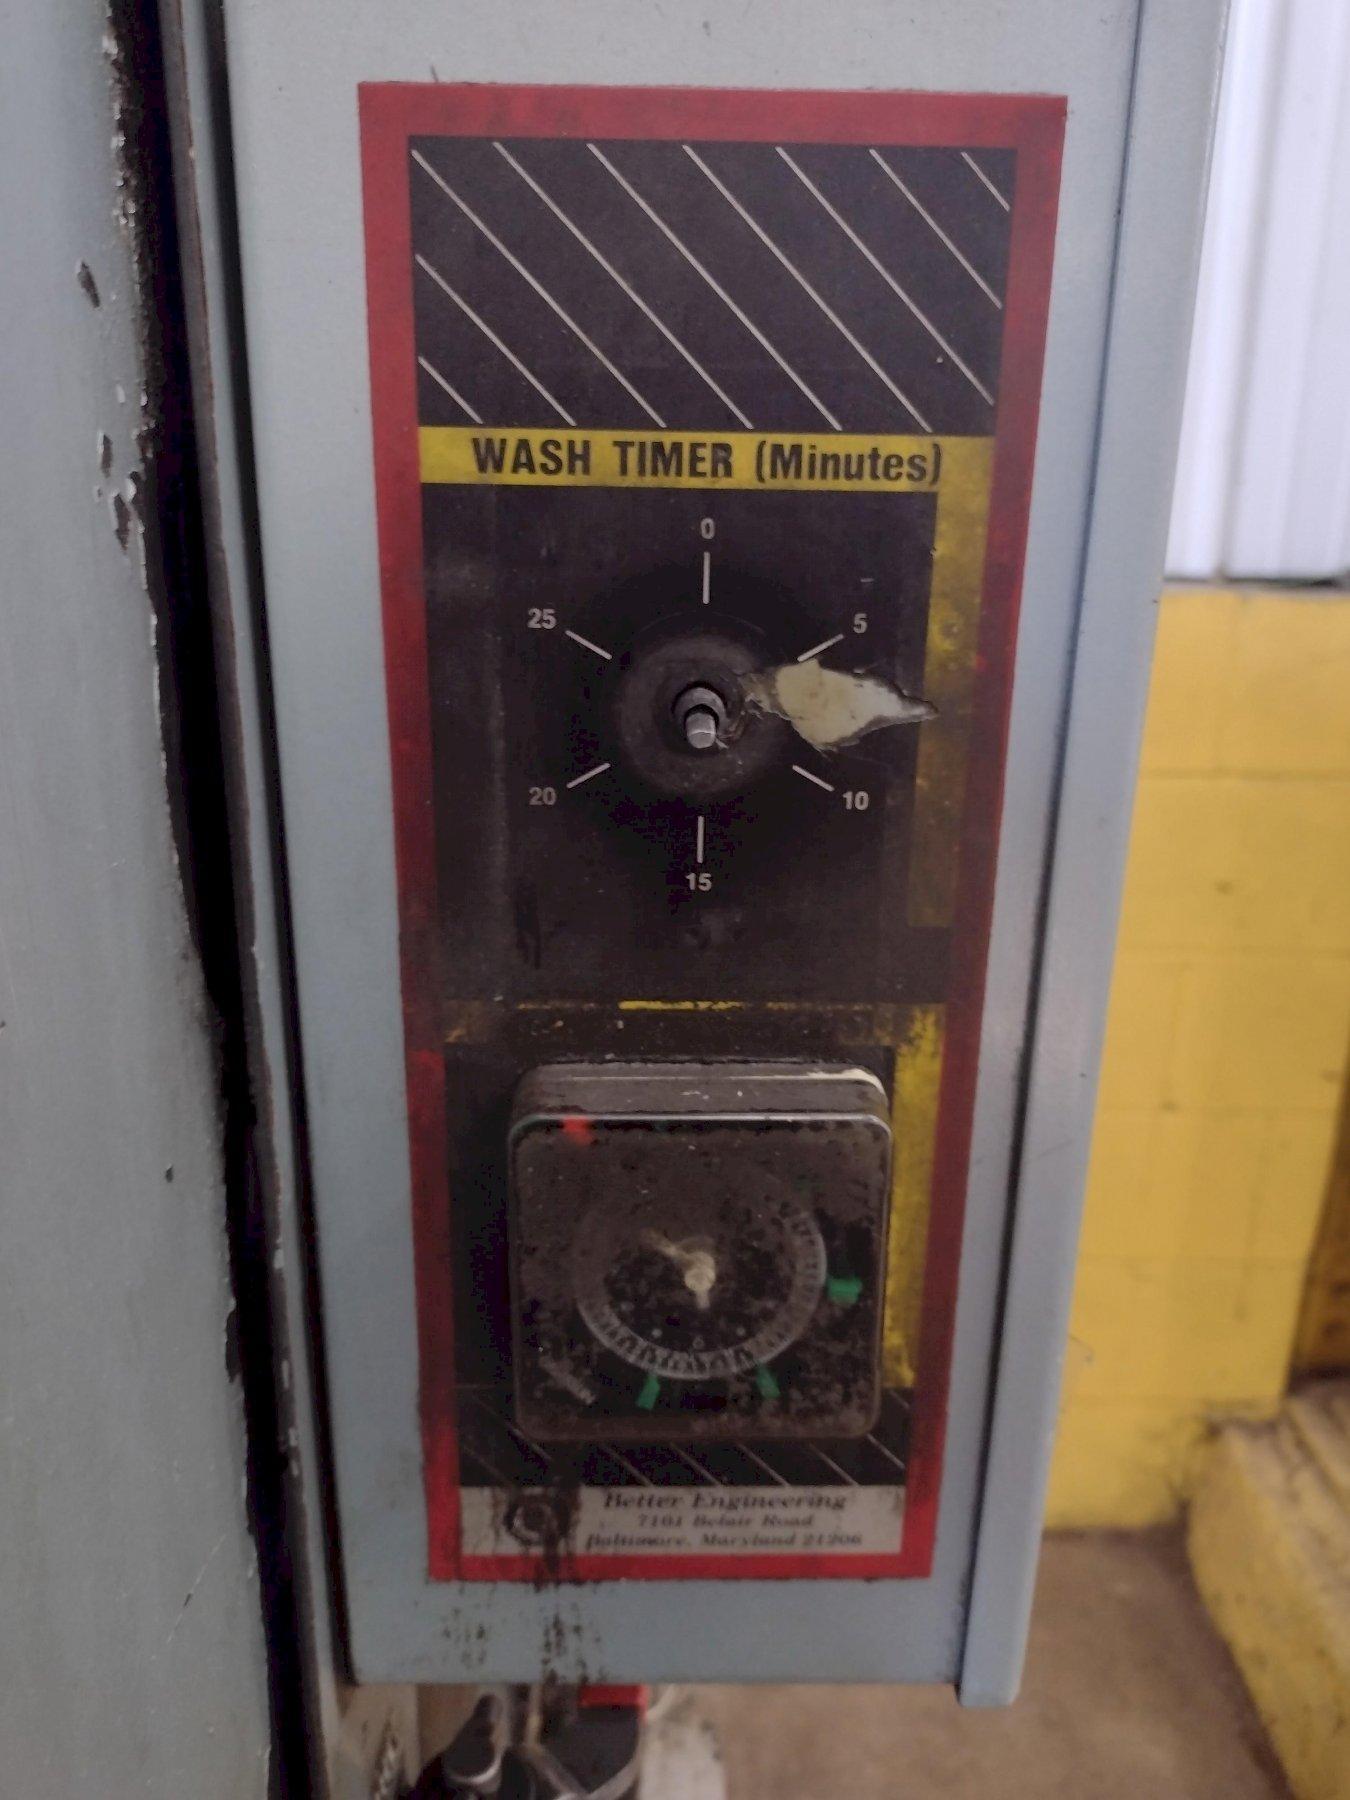 WASH TIMER (Minutes)
0
25
5
20
10
15
Better Engineering
7101 Belair Road
Baltimore, Maryland 21206